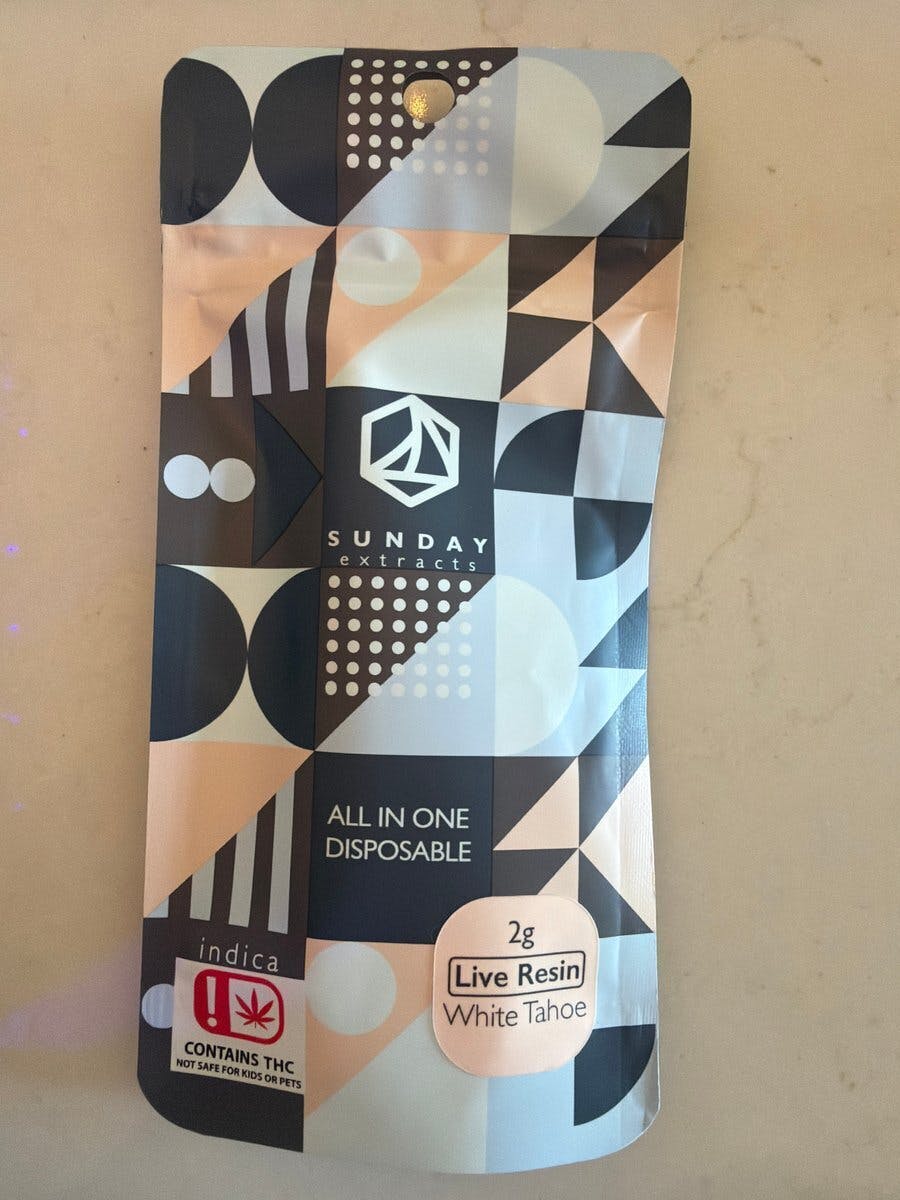 SUNDAY
extracts
ALL IN ONE
DISPOSABLE
indica
CONTAINS THC
NOT SAFE FOR KIDS OR PETS
2g
Live Resin
White Tahoe